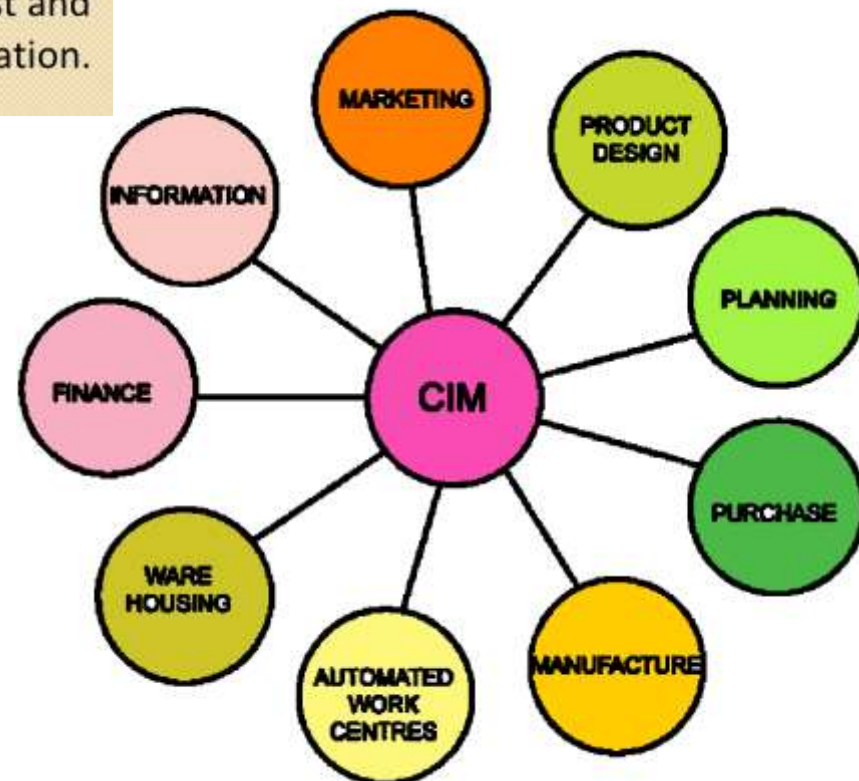 st and
ation.
MARKETING
PRODUCT
DESIGN
INFORMATION
PLANNING
FINANCE
CIM
PURCHASE
WARE
HOUSING
MANUFACTURE
AUTOMATED
WORK
CENTRES